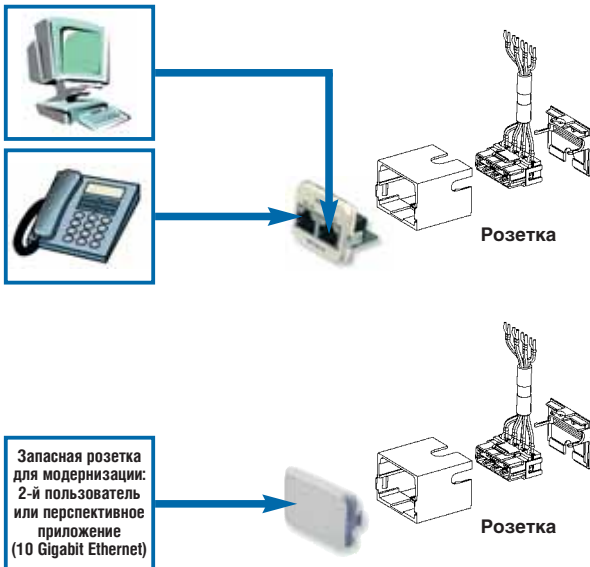 Розетка
Запасная розетка
для модернизации:
2-й пользователь
или перспективное
приложение
(10 Gigabit Ethernet)
Розетка